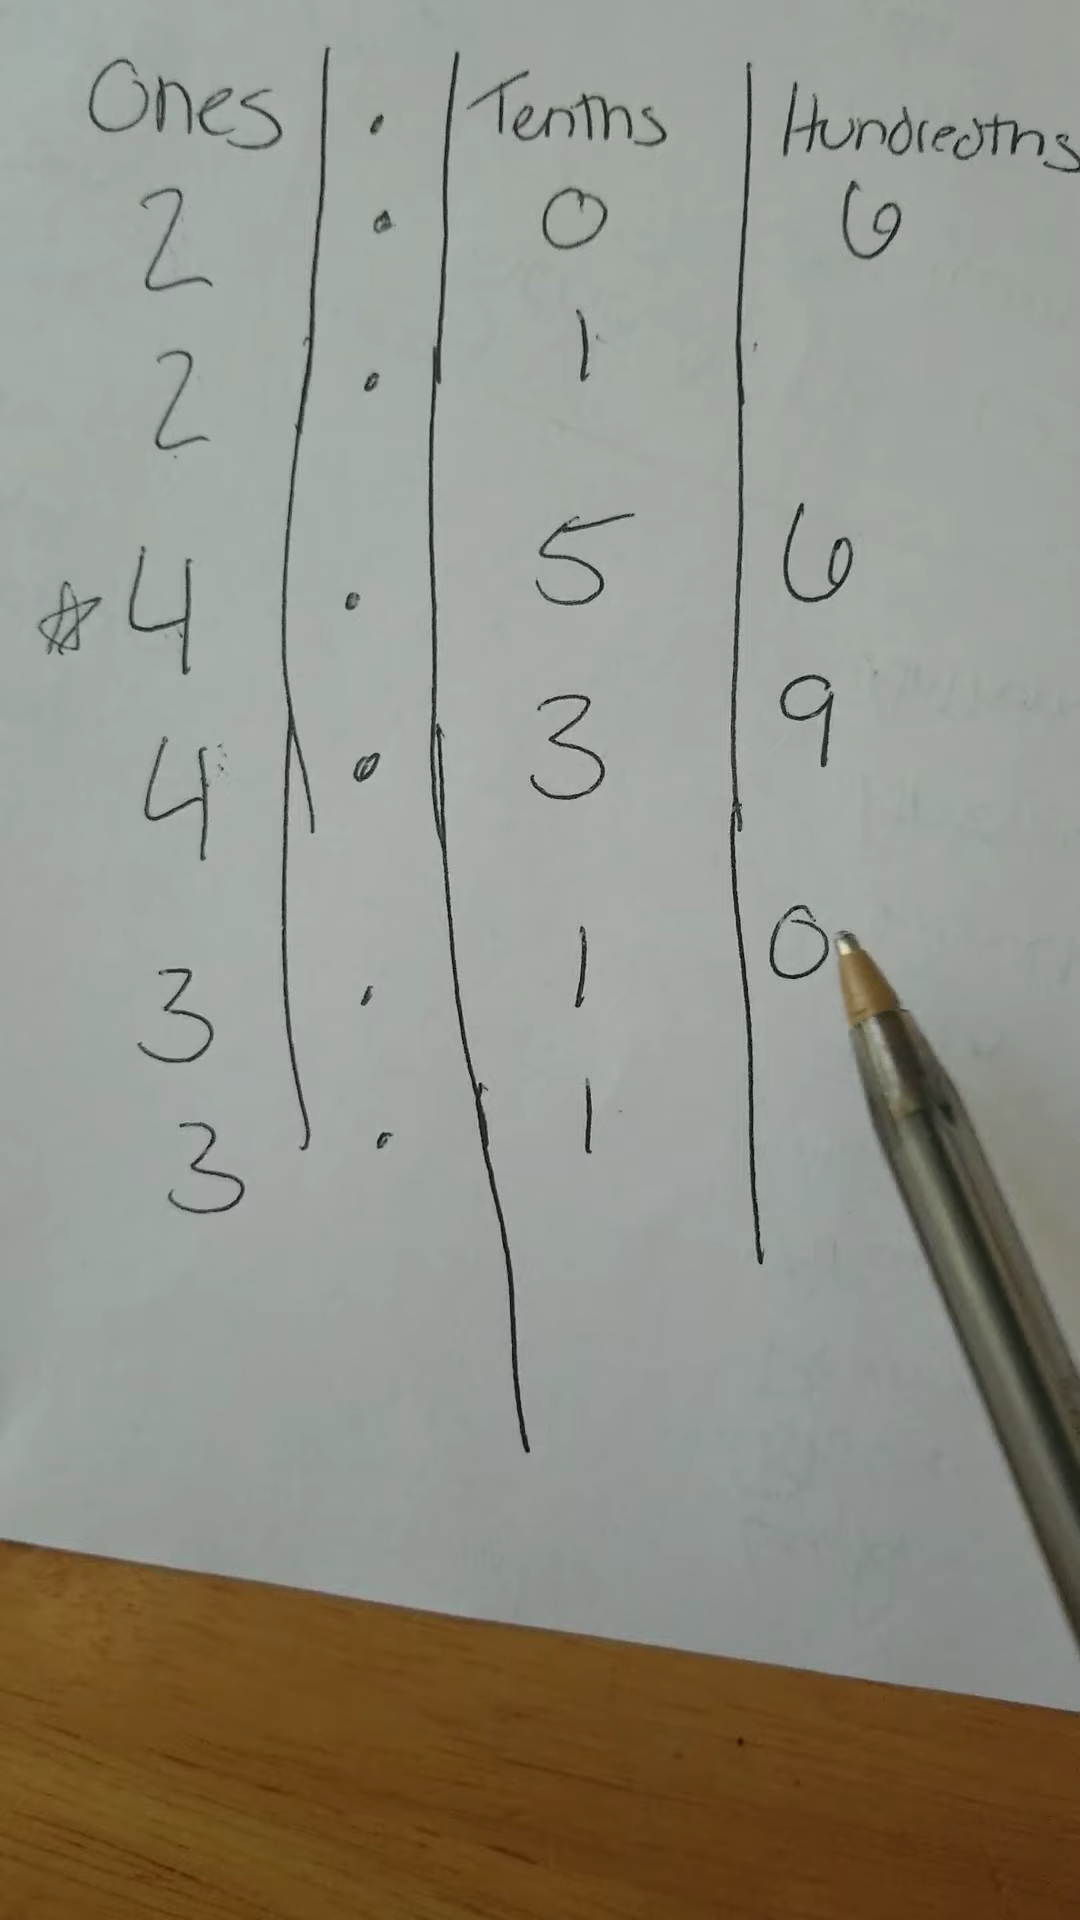 Ones . Tenths Hundredths
2 . 0 6
2 . 1
☆ 4 . 5 6
4 . 3 9
3 . 1 0
3 . 1